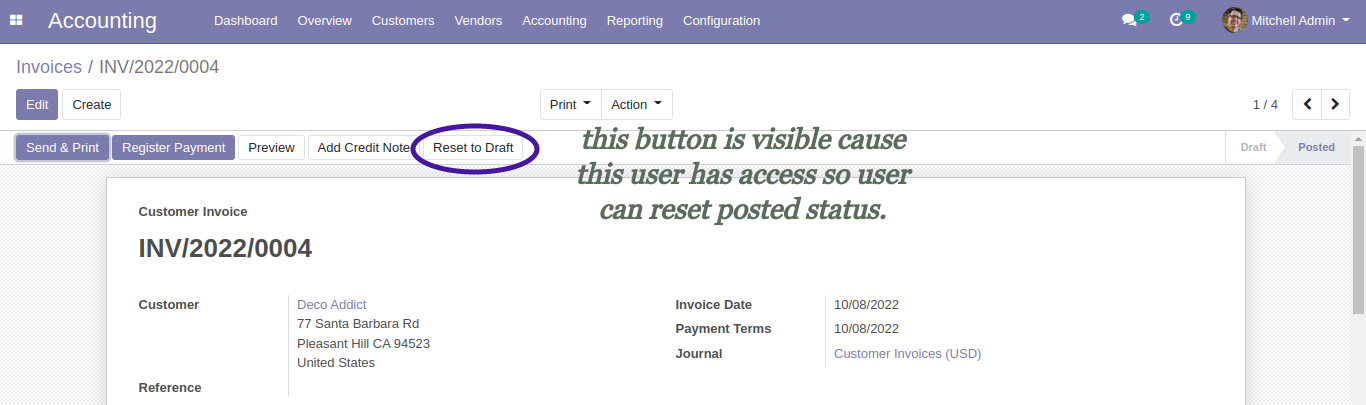 Accounting Dashboard Overview Customers Vendors Accounting Reporting Configuration 2 9 Mitchell Admin
Invoices / INV/2022/0004
Edit Create Print Action 1 / 4
Send & Print Register Payment Preview Add Credit Note Reset to Draft Draft Posted
this button is visible cause
this user has access so user
can reset posted status.
Customer Invoice
INV/2022/0004
Customer Deco Addict Invoice Date 10/08/2022
77 Santa Barbara Rd
Payment Terms 10/08/2022
Pleasant Hill CA 94523
Journal Customer Invoices (USD)
United States
Reference